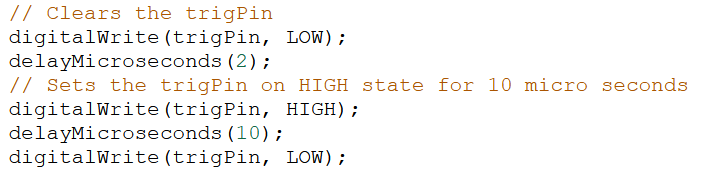 // Clears the trigPin
digitalWrite(trigPin, LOW);
delayMicroseconds(2);
// Sets the trigPin on HIGH state for 10 micro seconds
digitalWrite(trigPin, HIGH);
delayMicroseconds(10);
digitalWrite(trigPin, LOW);